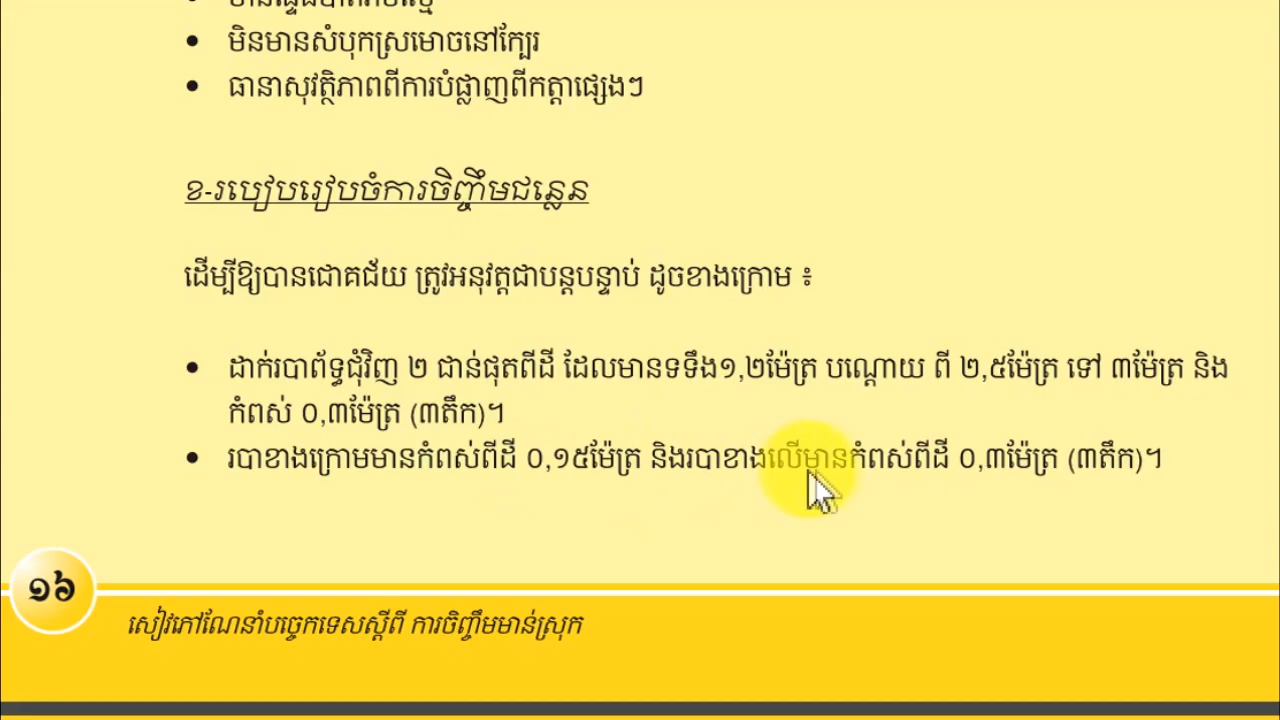 • មិនមានសំបុកស្រមោចនៅក្បែរ
• ធានាសុវត្ថិភាពពីការបំផ្លាញពីកត្តាផ្សេងៗ
ខ-របៀបរៀបចំការចិញ្ចឹមជន្លេន
ដើម្បីឱ្យបានជោគជ័យ ត្រូវអនុវត្តជាបន្តបន្ទាប់ ដូចខាងក្រោម ៖
• ដាក់របាព័ទ្ធជុំវិញ ២ ជាន់ផុតពីដី ដែលមានទទឹង១,២ម៉ែត្រ បណ្តោយ ពី ២,៥ម៉ែត្រ ទៅ ៣ម៉ែត្រ និង
កំពស់ ០,៣ម៉ែត្រ (៣តឹក)។
• របាខាងក្រោមមានកំពស់ពីដី ០,១៥ម៉ែត្រ និងរបាខាងលើមានកំពស់ពីដី ០,៣ម៉ែត្រ (៣តឹក)។
១៦
សៀវភៅណែនាំបច្ចេកទេសស្តីពី ការចិញ្ចឹមមាន់ស្រុក